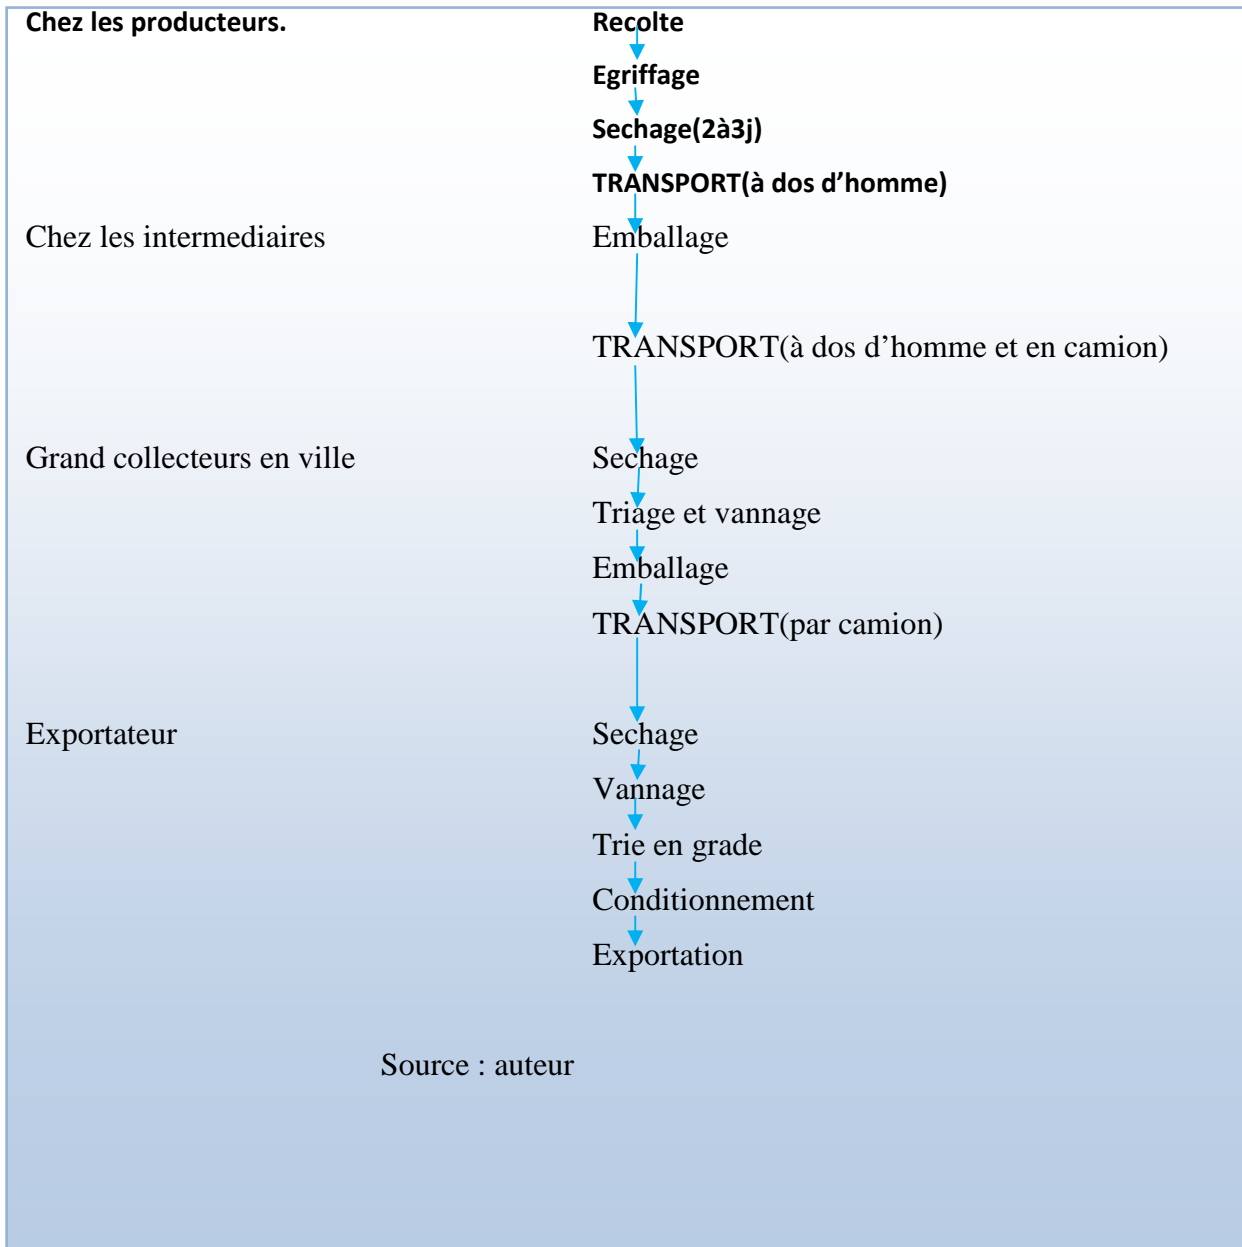 Chez les producteurs. Recolte
Egriffage
Sechage(2à3j)
TRANSPORT(à dos d’homme)
Chez les intermediaires Emballage
TRANSPORT(à dos d’homme et en camion)
Grand collecteurs en ville Sechage
Triage et vannage
Emballage
TRANSPORT(par camion)
Exportateur Sechage
Vannage
Trie en grade
Conditionnement
Exportation
Source : auteur